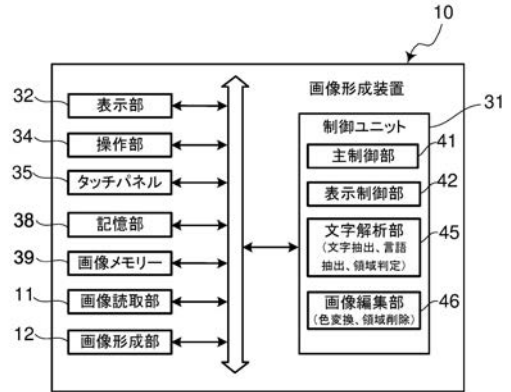 10
画像形成装置
32
表示部
34
操作部
35
タッチパネル
38
記憶部
39
画像メモリー
11
画像読取部
12
画像形成部
31
制御ユニット
41
主制御部
42
表示制御部
45
文字解析部
(文字抽出、言語
抽出、領域判定)
46
画像編集部
(色変換、領域削除)